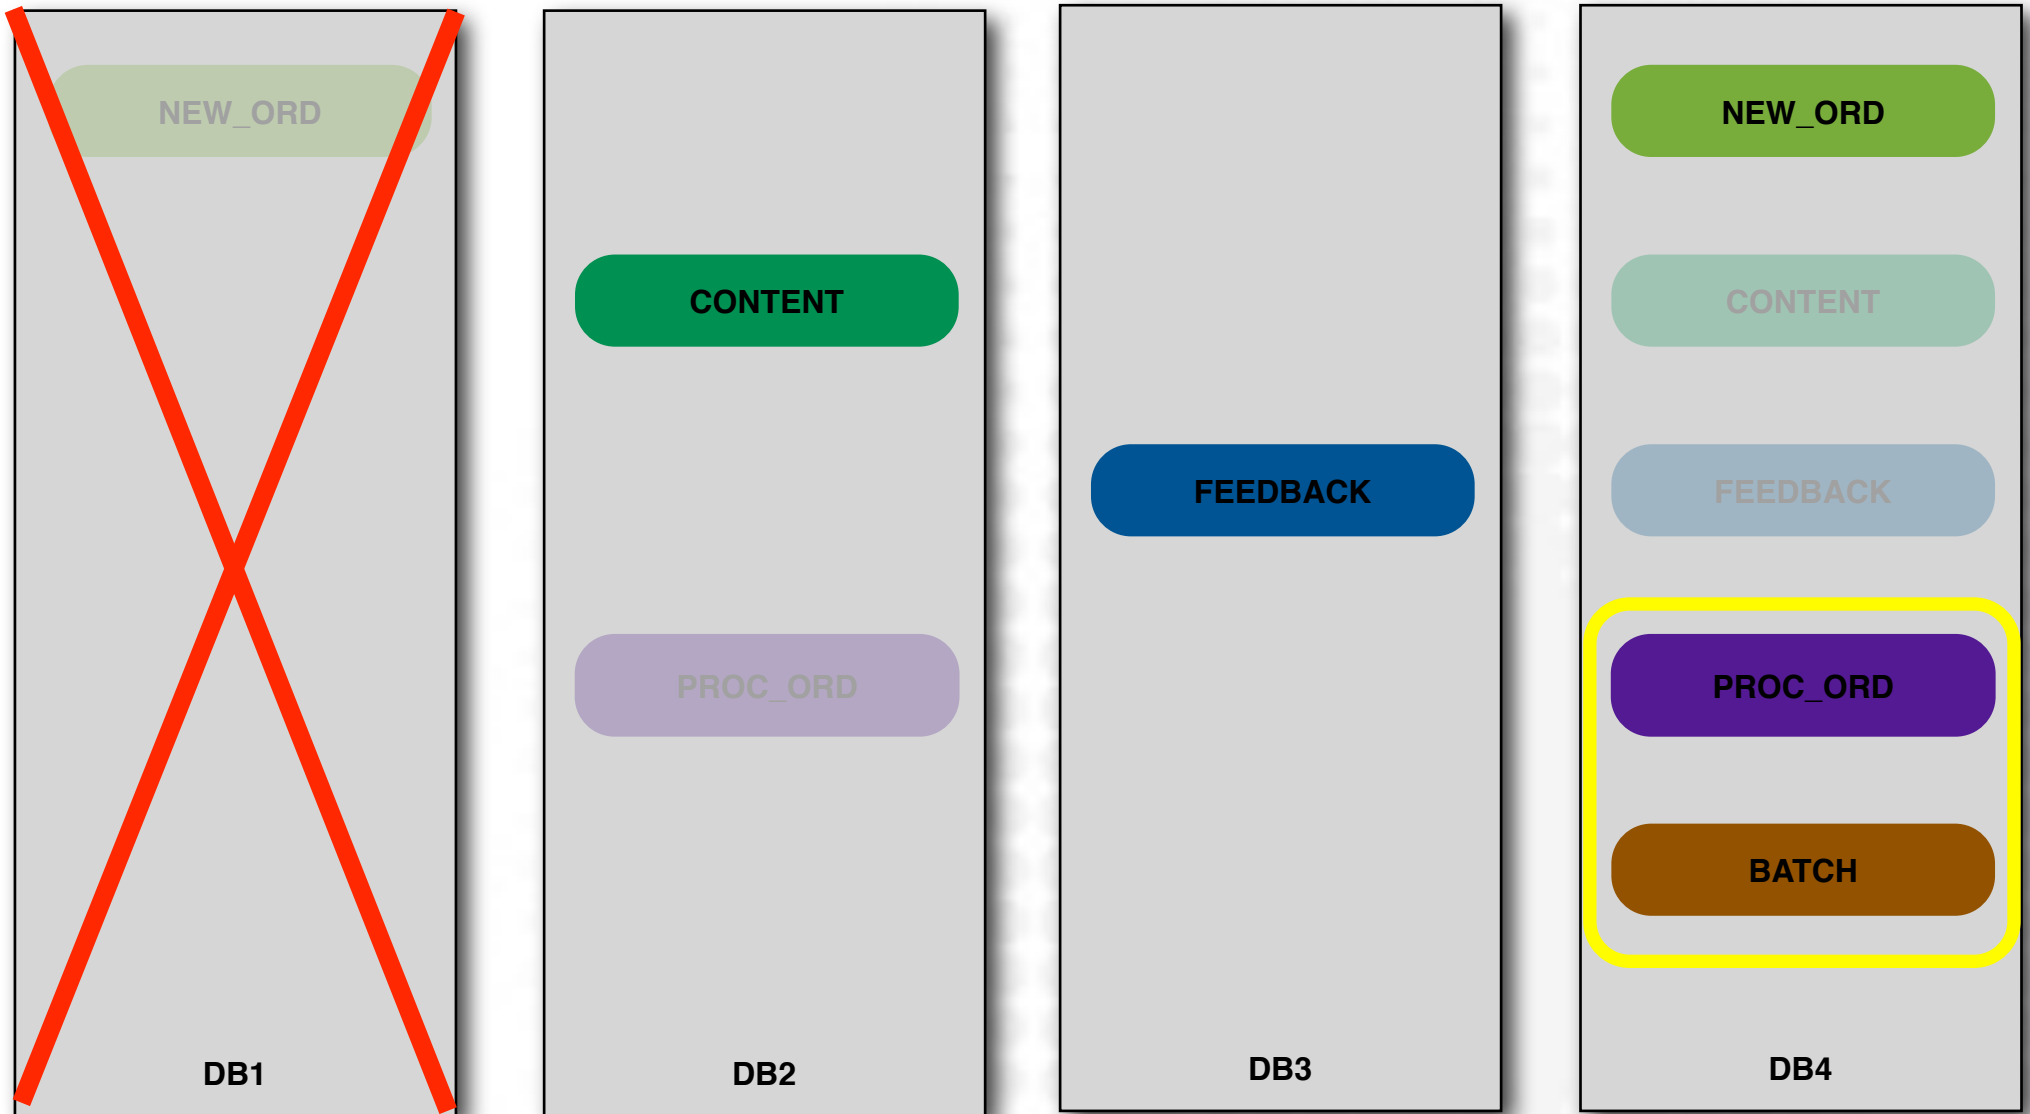 NEW_ORD
DB1
CONTENT
PROC_ORD
DB2
FEEDBACK
DB3
NEW_ORD
CONTENT
FEEDBACK
PROC_ORD
BATCH
DB4